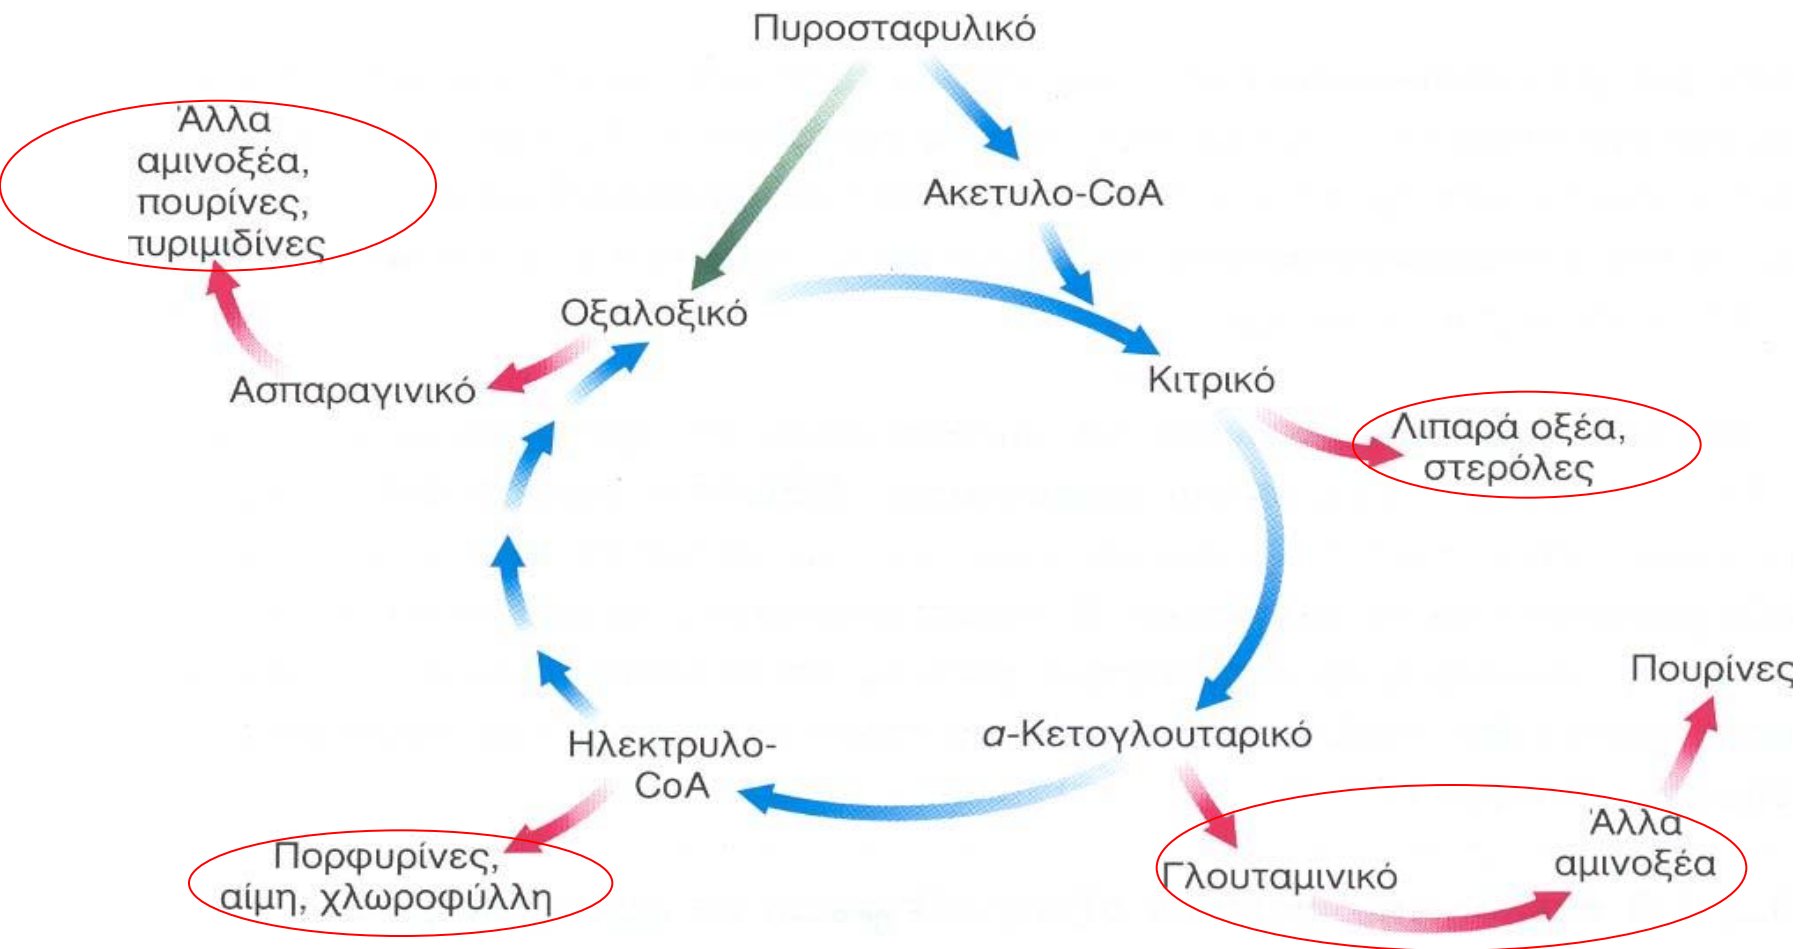 Πυροσταφυλικό
Άλλα
αμινοξέα,
πουρίνες,
πυριμιδίνες
Ακετυλο-CoA
Οξαλοξικό
Ασπαραγινικό
Κιτρικό
Λιπαρά οξέα,
στερόλες
Πουρίνες
α-Κετογλουταρικό
Ηλεκτρυλο-
CoA
Άλλα
αμινοξέα
Γλουταμινικό
Πορφυρίνες,
αίμη, χλωροφύλλη